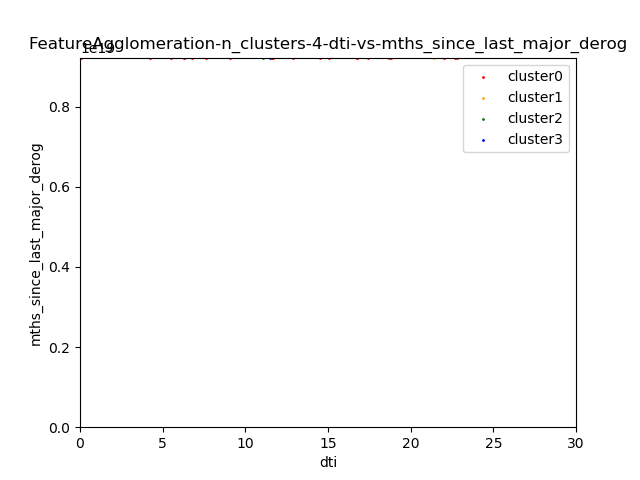 FeatureAgglomeration-n_clusters-4-dti-vs-mths_since_last_major_derog
1e19
cluster0
cluster1
cluster2
cluster3
0.8
0.6
0.4
0.2
0.0
mths_since_last_major_derog
0 5 10 15 20 25 30
dti